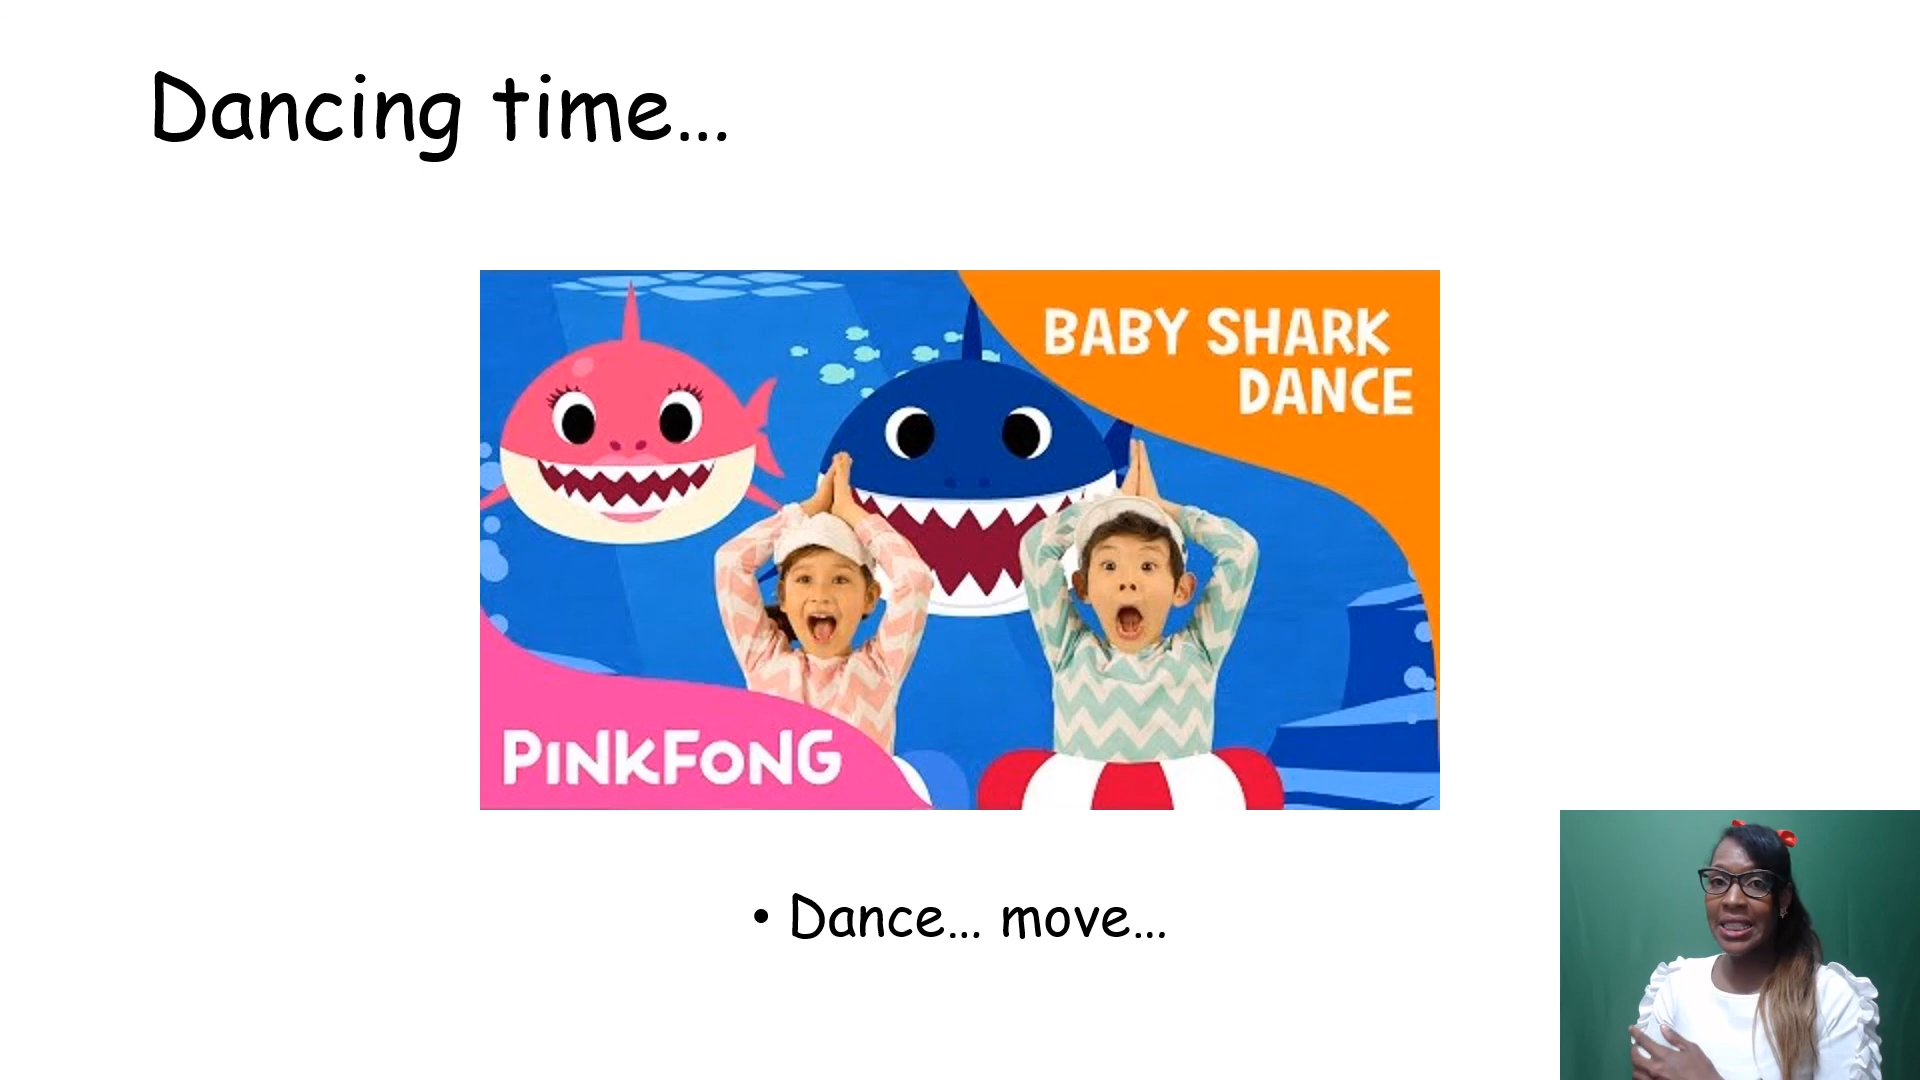 Dancing time...
BABY SHARK
DANCE
PINKFONG
• Dance... move...